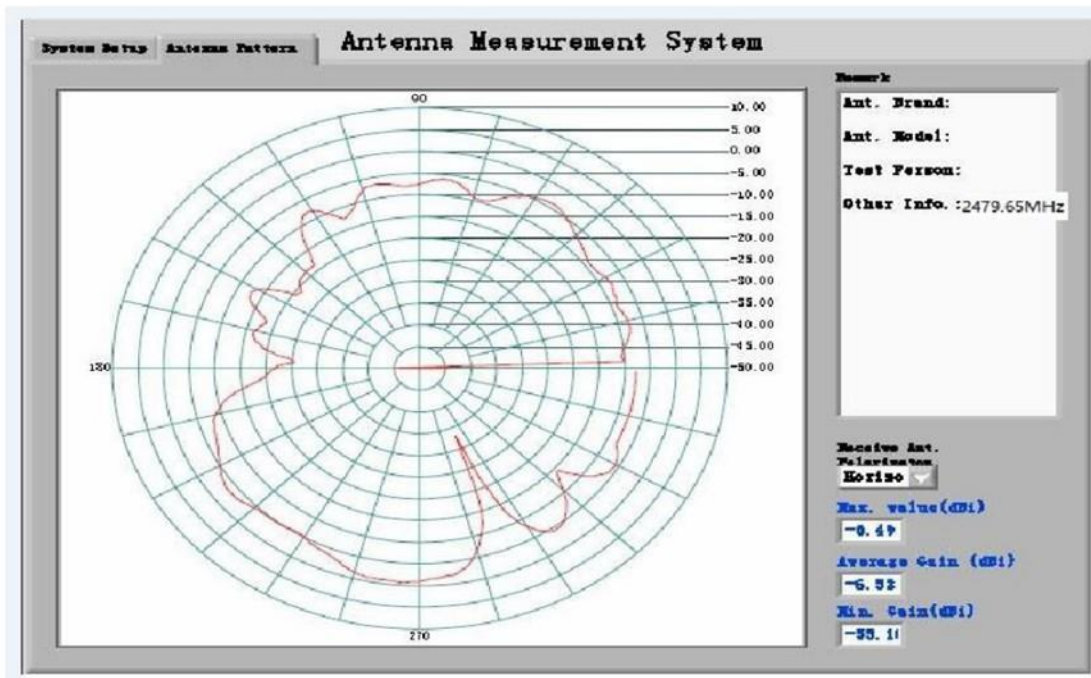 Antenna Measurement System
System Setup
Antenna Pattern
90
10.00
5.00
0.00
-5.00
-10.00
-15.00
-20.00
-25.00
-30.00
-35.00
-40.00
-45.00
-50.00
180
270
Remark
Ant. Brand:
Ant. Model:
Test Person:
Other Info. :2479.65MHz
Receive Ant.
Horizo
Max. value(dBi)
Average Gain (dBi)
Min. Gain(dBi)